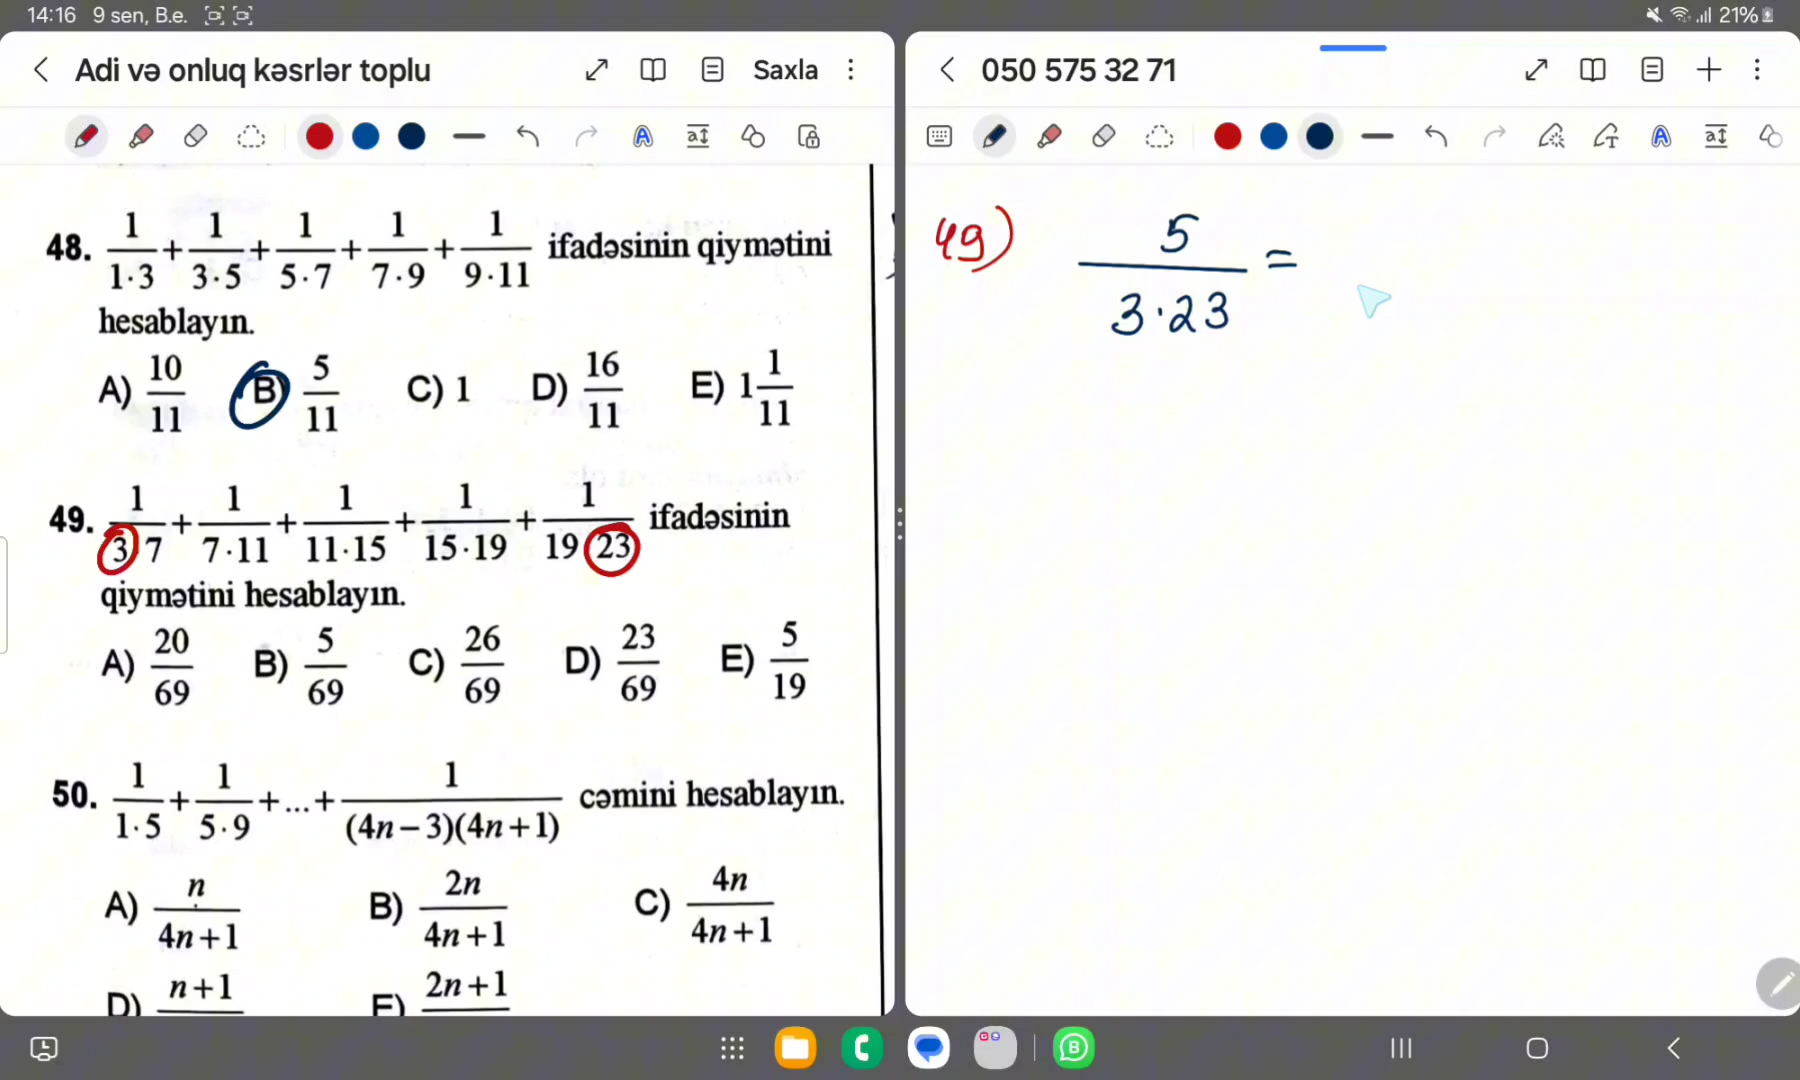 14:16 9 sen, B.e. 21%
Adi və onluq kəsrlər toplu Saxla
050 575 32 71
48. 1/(1·3) + 1/(3·5) + 1/(5·7) + 1/(7·9) + 1/(9·11) ifadəsinin qiymətini
hesablayın.
A) 10/11 B) 5/11 C) 1 D) 16/11 E) 1 1/11
49. 1/(3·7) + 1/(7·11) + 1/(11·15) + 1/(15·19) + 1/(19 23) ifadəsinin
qiymətini hesablayın.
A) 20/69 B) 5/69 C) 26/69 D) 23/69 E) 5/19
50. 1/(1·5) + 1/(5·9) + ... + 1/((4n−3)(4n+1)) cəmini hesablayın.
A) n/(4n+1) B) 2n/(4n+1) C) 4n/(4n+1)
D) n+1 E) 2n+1
49) 5/(3·23) =